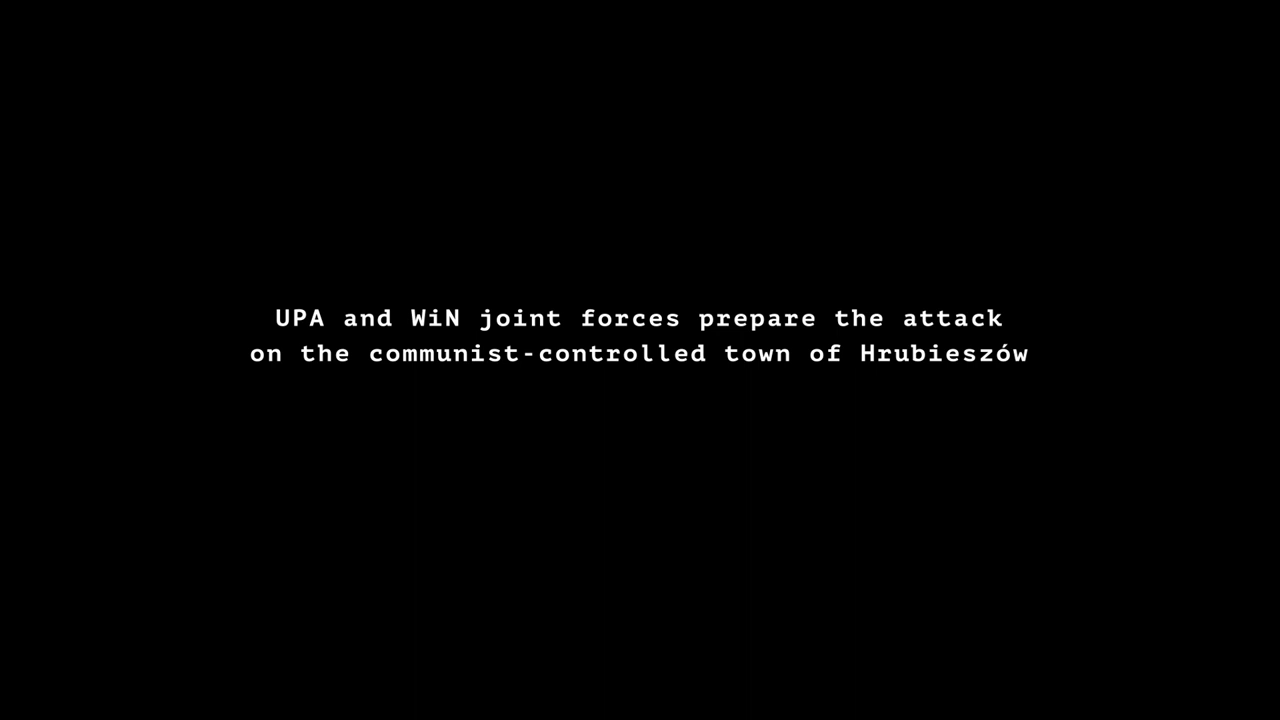 UPA and WiN joint forces prepare the attack
on the communist-controlled town of Hrubieszów